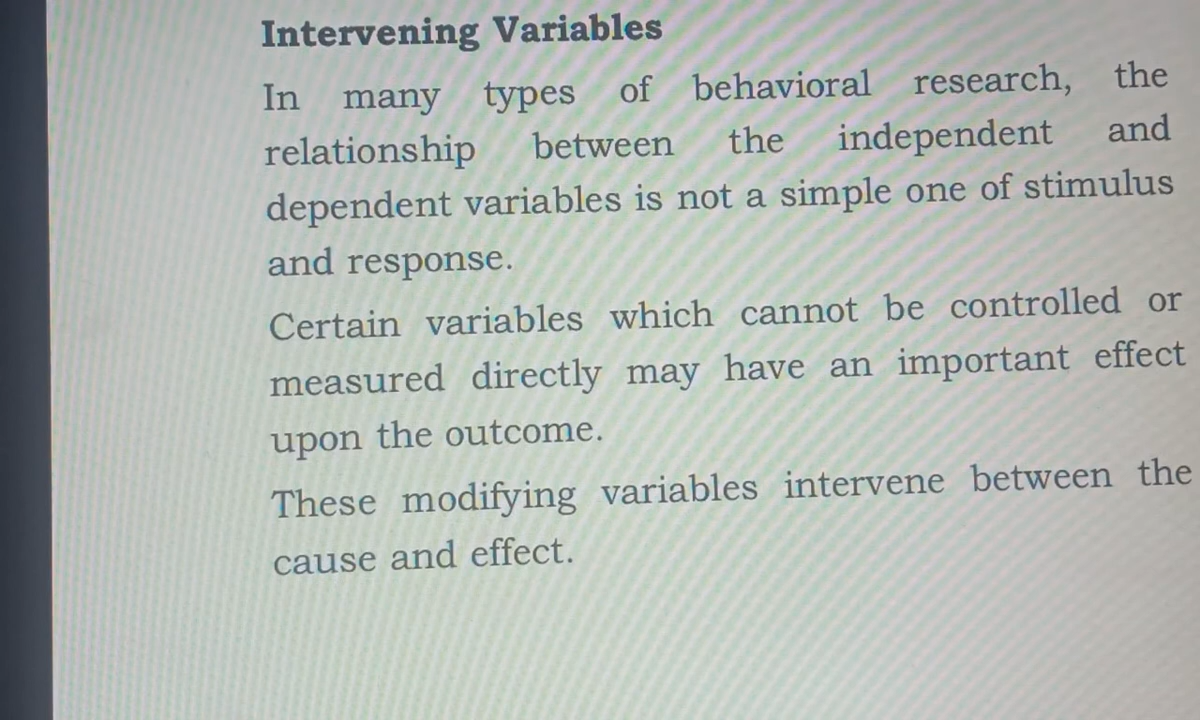 Intervening Variables
In many types of behavioral research, the
relationship between the independent and
dependent variables is not a simple one of stimulus
and response.
Certain variables which cannot be controlled or
measured directly may have an important effect
upon the outcome.
These modifying variables intervene between the
cause and effect.